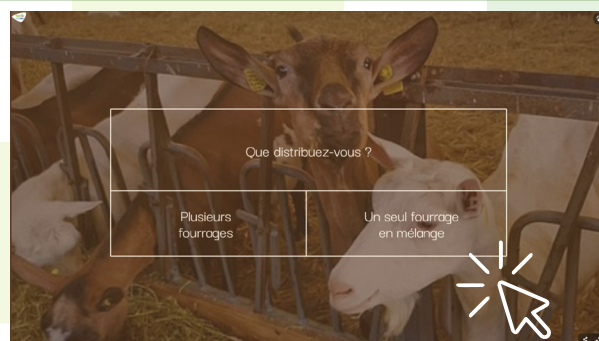 Que distribuez-vous ?
Plusieurs
fourrages
Un seul fourrage
en mélange